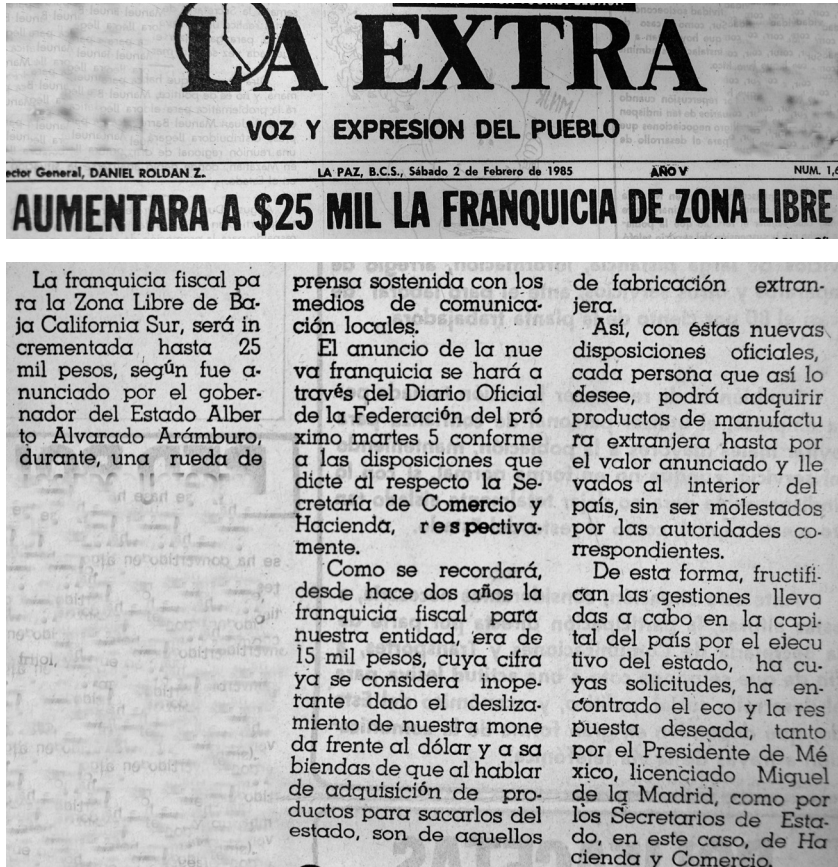 LA EXTRA
VOZ Y EXPRESION DEL PUEBLO
ector General, DANIEL ROLDAN Z. LA PAZ, B.C.S., Sábado 2 de Febrero de 1985 AÑO V NUM. 1,6
AUMENTARA A $25 MIL LA FRANQUICIA DE ZONA LIBRE
La franquicia fiscal pa
ra la Zona Libre de Ba-
ja California Sur, será in
crementada hasta 25
mil pesos, según fue a-
nunciado por el gober-
nador del Estado Alber
to Alvarado Arámburo,
durante, una rueda de
prensa sostenida con los
medios de comunica-
ción locales.
El anuncio de la nue
va franquicia se hará a
través del Diario Oficial
de la Federación del pró
ximo martes 5 conforme
a las disposiciones que
dicte al respecto la Se-
cretaría de Comercio y
Hacienda, respectiva-
mente.
Como se recordará,
desde hace dos años la
franquicia fiscal para
nuestra entidad, era de
15 mil pesos, cuya cifra
ya se considera inope-
rante dado el desliza-
miento de nuestra mone
da frente al dólar y a sa
biendas de que al hablar
de adquisición de pro-
ductos para sacarlos del
estado, son de aquellos
de fabricación extran-
jera.
Así, con éstas nuevas
disposiciones oficiales,
cada persona que así lo
desee, podrá adquirir
productos de manufactu
ra extranjera hasta por
el valor anunciado y lle
vados al interior del
país, sin ser molestados
por las autoridades co-
rrespondientes.
De esta forma, fructifi-
can las gestiones lleva
das a cabo en la capi-
tal del país por el ejecu
tivo del estado, ha cu-
yas solicitudes, ha en-
contrado el eco y la res
puesta deseada, tanto
por el Presidente de Mé
xico, licenciado Miguel
de la Madrid, como por
los Secretarios de Esta-
do, en este caso, de Ha
cienda y Comercio.